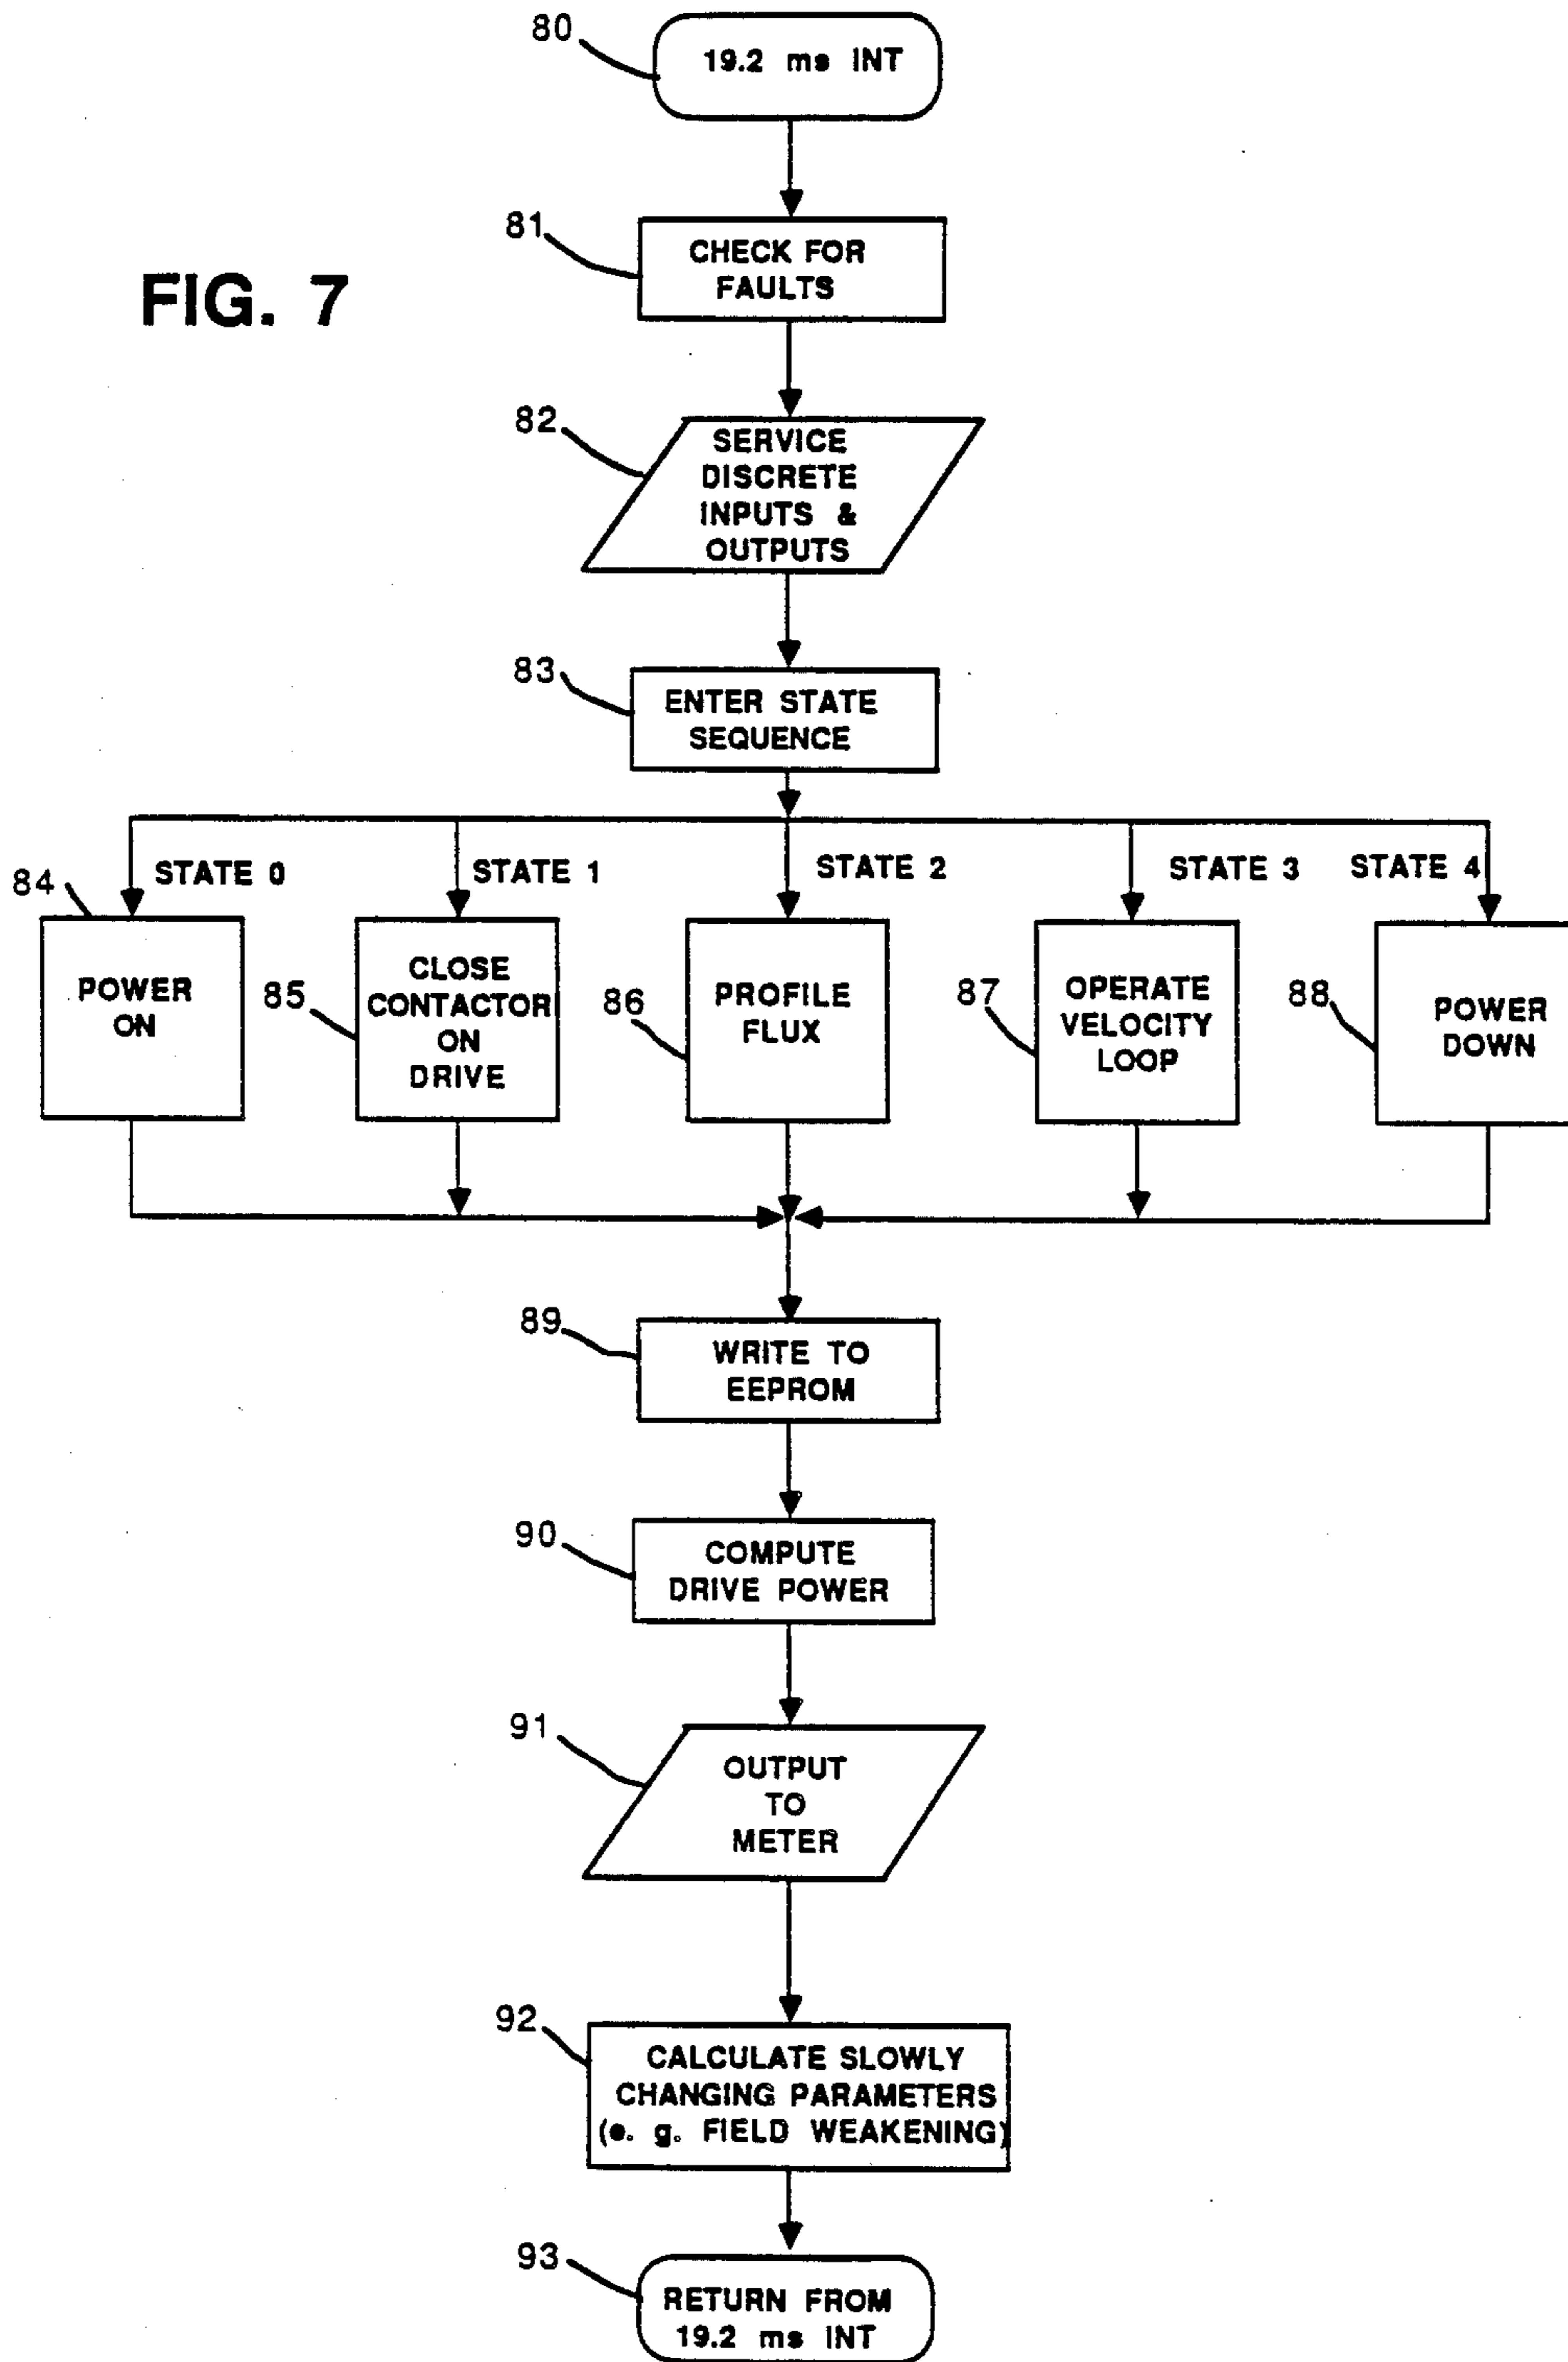 80
19.2 ms INT
81
CHECK FOR
FAULTS
FIG. 7
82
SERVICE
DISCRETE
INPUTS &
OUTPUTS
83
ENTER STATE
SEQUENCE
STATE 0
STATE 1
STATE 2
STATE 3
STATE 4
84
POWER
ON
85
CLOSE
CONTACTOR
ON
DRIVE
86
PROFILE
FLUX
87
OPERATE
VELOCITY
LOOP
88
POWER
DOWN
89
WRITE TO
EEPROM
90
COMPUTE
DRIVE POWER
91
OUTPUT
TO
METER
92
CALCULATE SLOWLY
CHANGING PARAMETERS
(e. g. FIELD WEAKENING)
93
RETURN FROM
19.2 ms INT